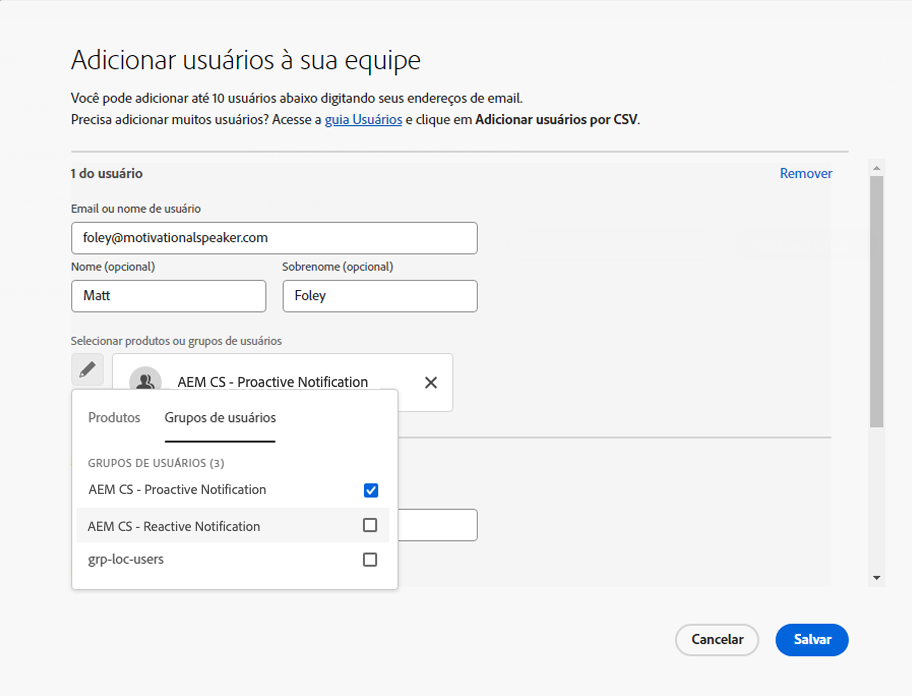 Adicionar usuários à sua equipe
Você pode adicionar até 10 usuários abaixo digitando seus endereços de email.
Precisa adicionar muitos usuários? Acesse a guia Usuários e clique em Adicionar usuários por CSV.
1 do usuário
Remover
Email ou nome de usuário
foley@motivationalspeaker.com
Nome (opcional)
Sobrenome (opcional)
Matt
Foley
Selecionar produtos ou grupos de usuários
AEM CS - Proactive Notification
Produtos
Grupos de usuários
GRUPOS DE USUÁRIOS (3)
AEM CS - Proactive Notification
AEM CS - Reactive Notification
grp-loc-users
Cancelar
Salvar